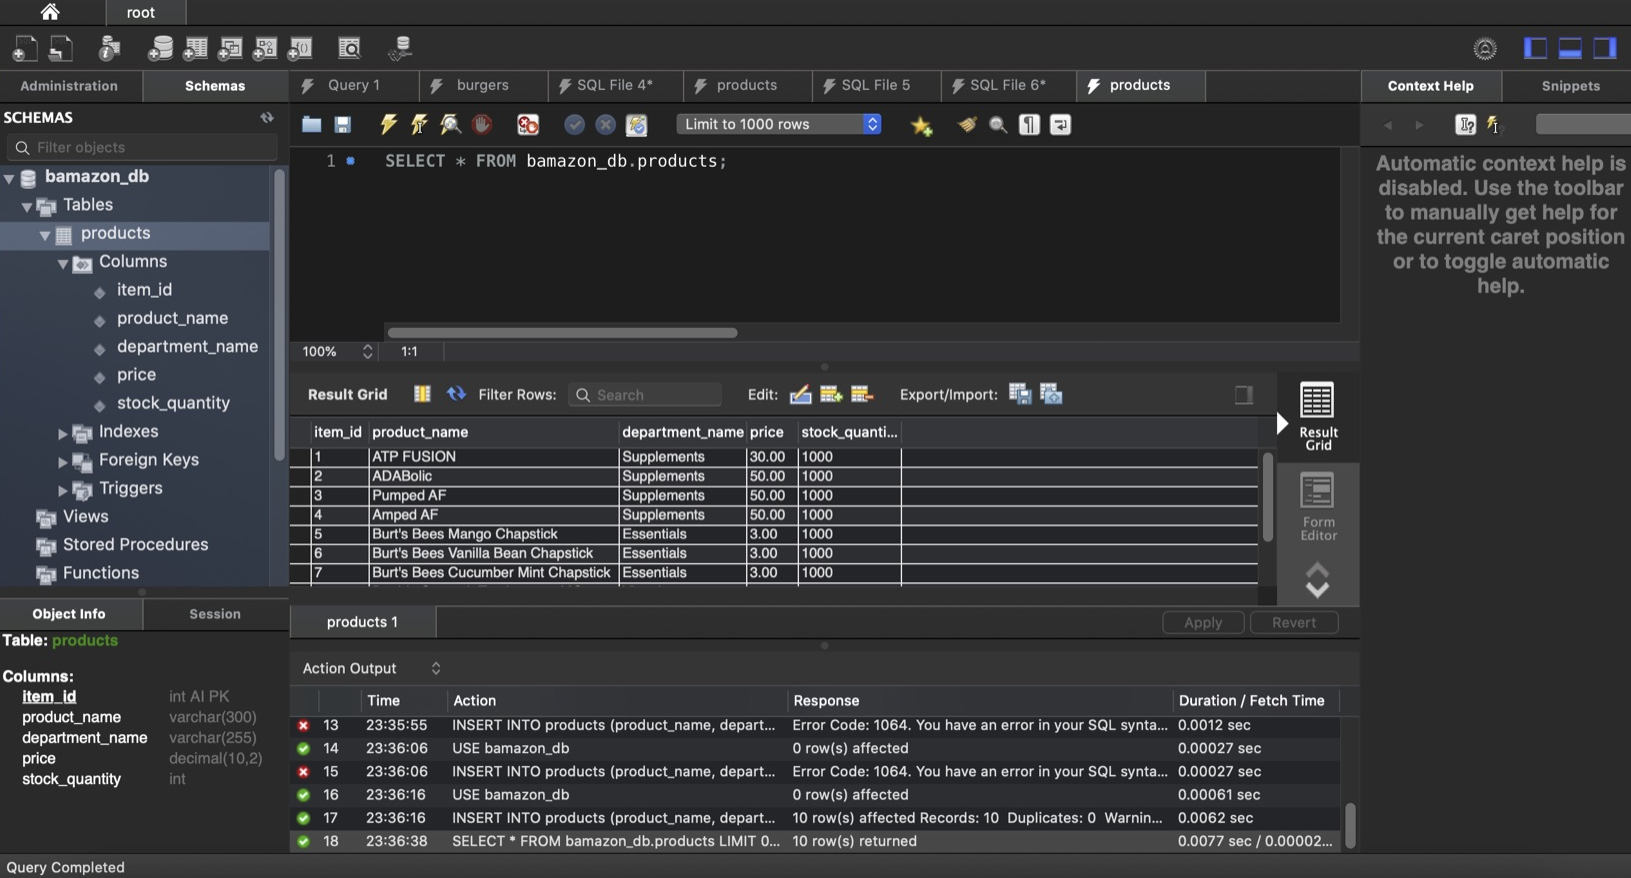 root
Administration
Schemas
Query 1
burgers
SQL File 4*
products
SQL File 5
SQL File 6*
products
Context Help
Snippets
SCHEMAS
Filter objects
Limit to 1000 rows
1 SELECT * FROM bamazon_db.products;
Automatic context help is
disabled. Use the toolbar
to manually get help for
the current caret position
or to toggle automatic
help.
bamazon_db
Tables
products
Columns
item_id
product_name
department_name
price
stock_quantity
Indexes
Foreign Keys
Triggers
Views
Stored Procedures
Functions
100% 1:1
Result Grid Filter Rows: Search Edit: Export/Import:
item_id product_name department_name price stock_quanti...
1 ATP FUSION Supplements 30.00 1000
2 ADABolic Supplements 50.00 1000
3 Pumped AF Supplements 50.00 1000
4 Amped AF Supplements 50.00 1000
5 Burt's Bees Mango Chapstick Essentials 3.00 1000
6 Burt's Bees Vanilla Bean Chapstick Essentials 3.00 1000
7 Burt's Bees Cucumber Mint Chapstick Essentials 3.00 1000
Result
Grid
Form
Editor
products 1
Apply
Revert
Object Info
Session
Table: products
Columns:
item_id int AI PK
product_name varchar(300)
department_name varchar(255)
price decimal(10,2)
stock_quantity int
Action Output
Time Action Response Duration / Fetch Time
13 23:35:55 INSERT INTO products (product_name, depart... Error Code: 1064. You have an error in your SQL synta... 0.0012 sec
14 23:36:06 USE bamazon_db 0 row(s) affected 0.00027 sec
15 23:36:06 INSERT INTO products (product_name, depart... Error Code: 1064. You have an error in your SQL synta... 0.00027 sec
16 23:36:16 USE bamazon_db 0 row(s) affected 0.00061 sec
17 23:36:16 INSERT INTO products (product_name, depart... 10 row(s) affected Records: 10 Duplicates: 0 Warnin... 0.0062 sec
18 23:36:38 SELECT * FROM bamazon_db.products LIMIT 0... 10 row(s) returned 0.0077 sec / 0.00002...
Query Completed